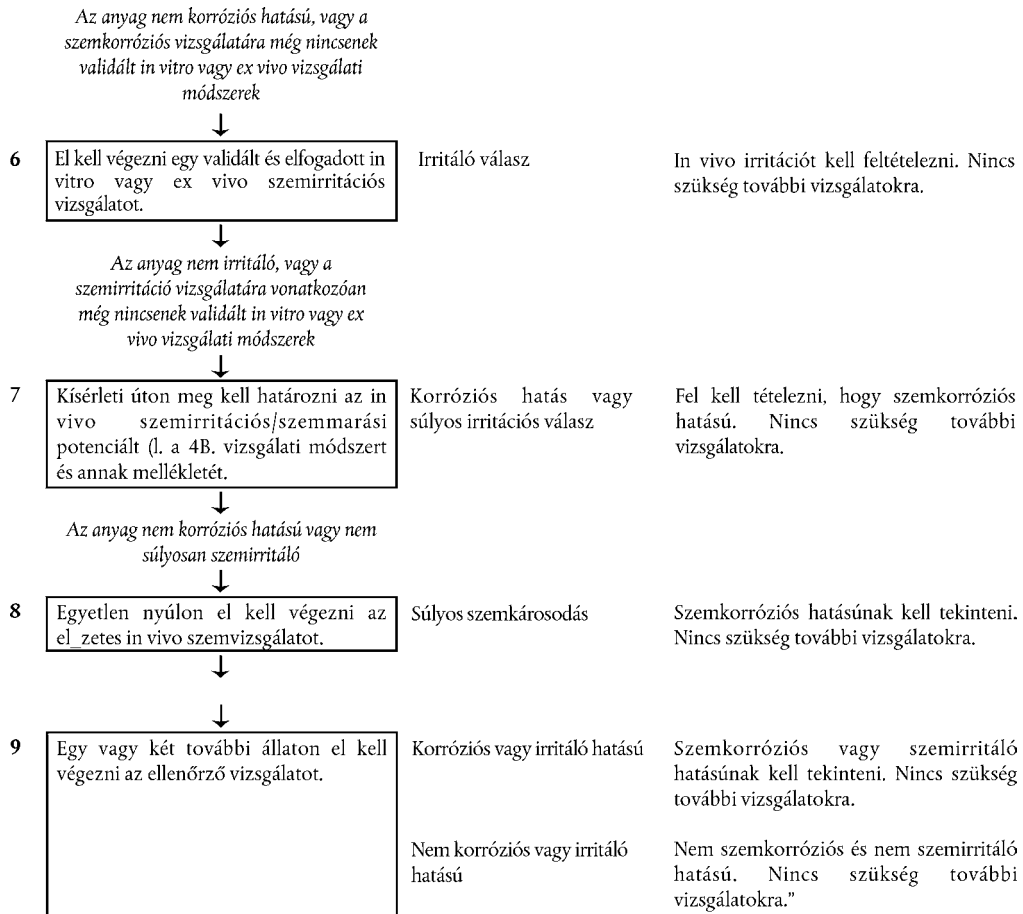 Az anyag nem korróziós hatású, vagy a
szemkorróziós vizsgálatára még nincsenek
validált in vitro vagy ex vivo vizsgálati
módszerek
6
El kell végezni egy validált és elfogadott in
vitro vagy ex vivo szemirritációs
vizsgálatot.
Irritáló válasz
In vivo irritációt kell feltételezni. Nincs
szükség további vizsgálatokra.
Az anyag nem irritáló, vagy a
szemirritáció vizsgálatára vonatkozóan
még nincsenek validált in vitro vagy ex
vivo vizsgálati módszerek
7
Kísérleti úton meg kell határozni az in
vivo szemirritációs/szemmarási
potenciált (l. a 4B. vizsgálati módszert
és annak mellékletét.
Korróziós hatás vagy
súlyos irritációs válasz
Fel kell tételezni, hogy szemkorróziós
hatású. Nincs szükség további
vizsgálatokra.
Az anyag nem korróziós hatású vagy nem
súlyosan szemirritáló
8
Egyetlen nyúlon el kell végezni az
el_zetes in vivo szemvizsgálatot.
Súlyos szemkárosodás
Szemkorróziós hatásúnak kell tekinteni.
Nincs szükség további vizsgálatokra.
9
Egy vagy két további állaton el kell
végezni az ellenőrző vizsgálatot.
Korróziós vagy irritáló hatású
Szemkorróziós vagy szemirritáló
hatásúnak kell tekinteni. Nincs szükség
további vizsgálatokra.
Nem korróziós vagy irritáló
hatású
Nem szemkorróziós és nem szemirritáló
hatású. Nincs szükség további
vizsgálatokra.”